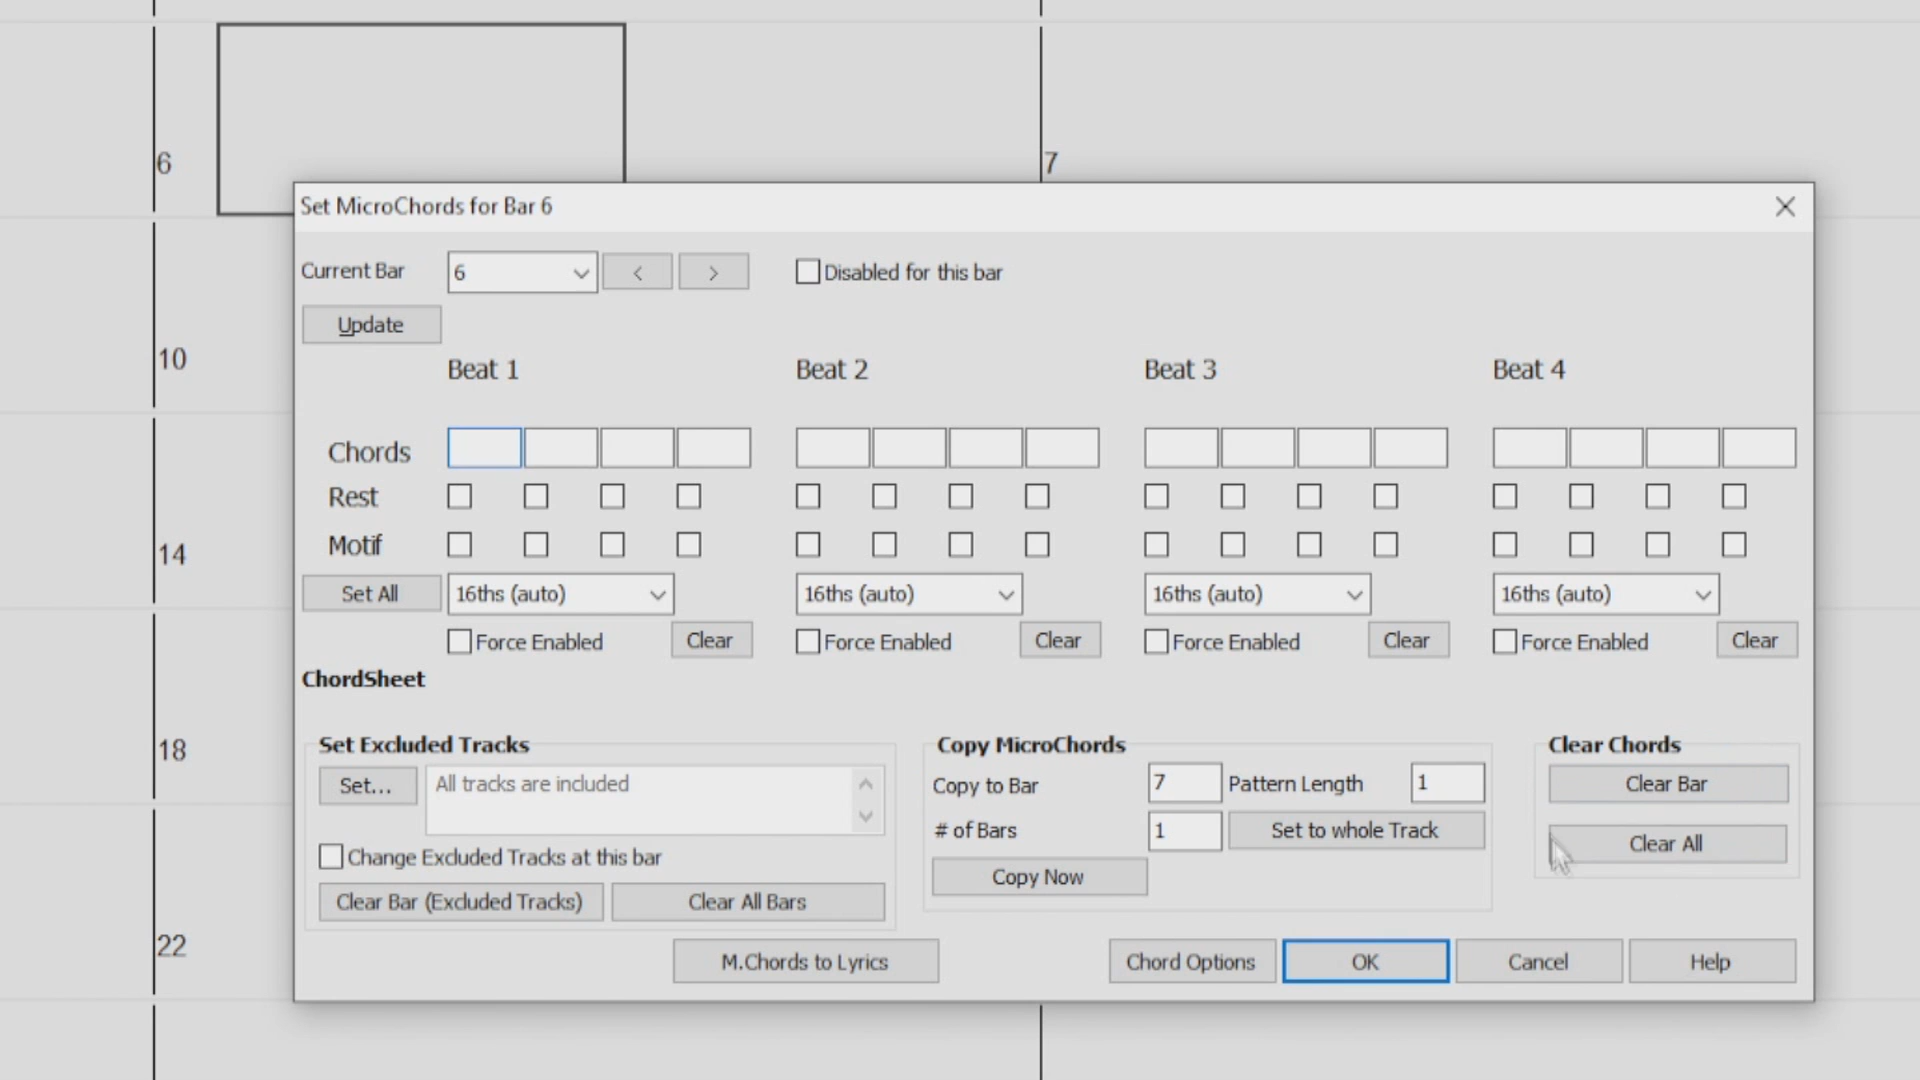 6
7
Set MicroChords for Bar 6
Current Bar 6 < > Disabled for this bar
Update
Beat 1 Beat 2 Beat 3 Beat 4
Chords
Rest
Motif
Set All 16ths (auto) 16ths (auto) 16ths (auto) 16ths (auto)
Force Enabled Clear Force Enabled Clear Force Enabled Clear Force Enabled Clear
ChordSheet
Set Excluded Tracks
Set... All tracks are included
Change Excluded Tracks at this bar
Clear Bar (Excluded Tracks) Clear All Bars
Copy MicroChords
Copy to Bar 7 Pattern Length 1
# of Bars 1 Set to whole Track
Copy Now
Clear Chords
Clear Bar
Clear All
M.Chords to Lyrics Chord Options OK Cancel Help
10
14
18
22